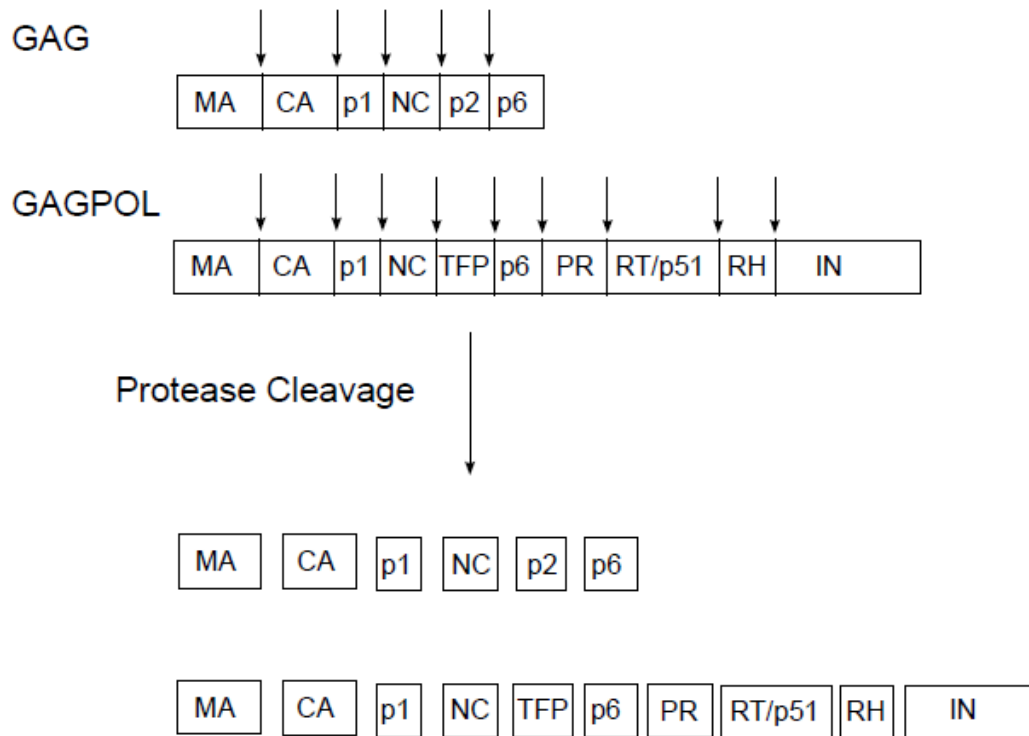 GAG
MA CA p1 NC p2 p6
GAGPOL
MA CA p1 NC TFP p6 PR RT/p51 RH IN
Protease Cleavage
MA CA p1 NC p2 p6
MA CA p1 NC TFP p6 PR RT/p51 RH IN